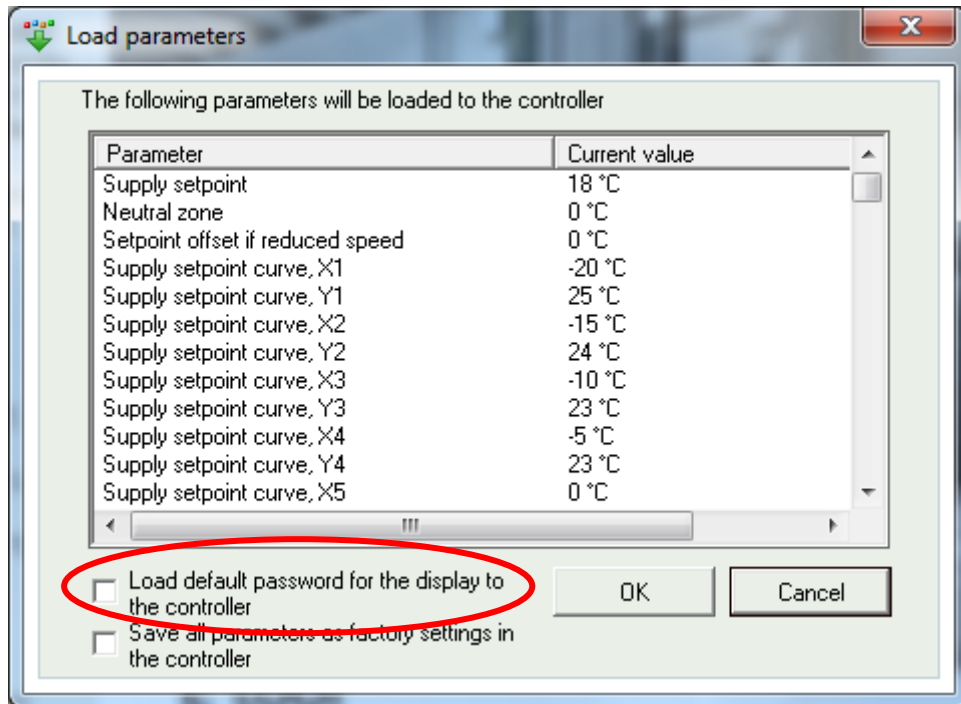 Load parameters
The following parameters will be loaded to the controller
Parameter Current value
Supply setpoint 18 °C
Neutral zone 0 °C
Setpoint offset if reduced speed 0 °C
Supply setpoint curve, X1 -20 °C
Supply setpoint curve, Y1 25 °C
Supply setpoint curve, X2 -15 °C
Supply setpoint curve, Y2 24 °C
Supply setpoint curve, X3 -10 °C
Supply setpoint curve, Y3 23 °C
Supply setpoint curve, X4 -5 °C
Supply setpoint curve, Y4 23 °C
Supply setpoint curve, X5 0 °C
Load default password for the display to
the controller
OK Cancel
Save all parameters as factory settings in
the controller